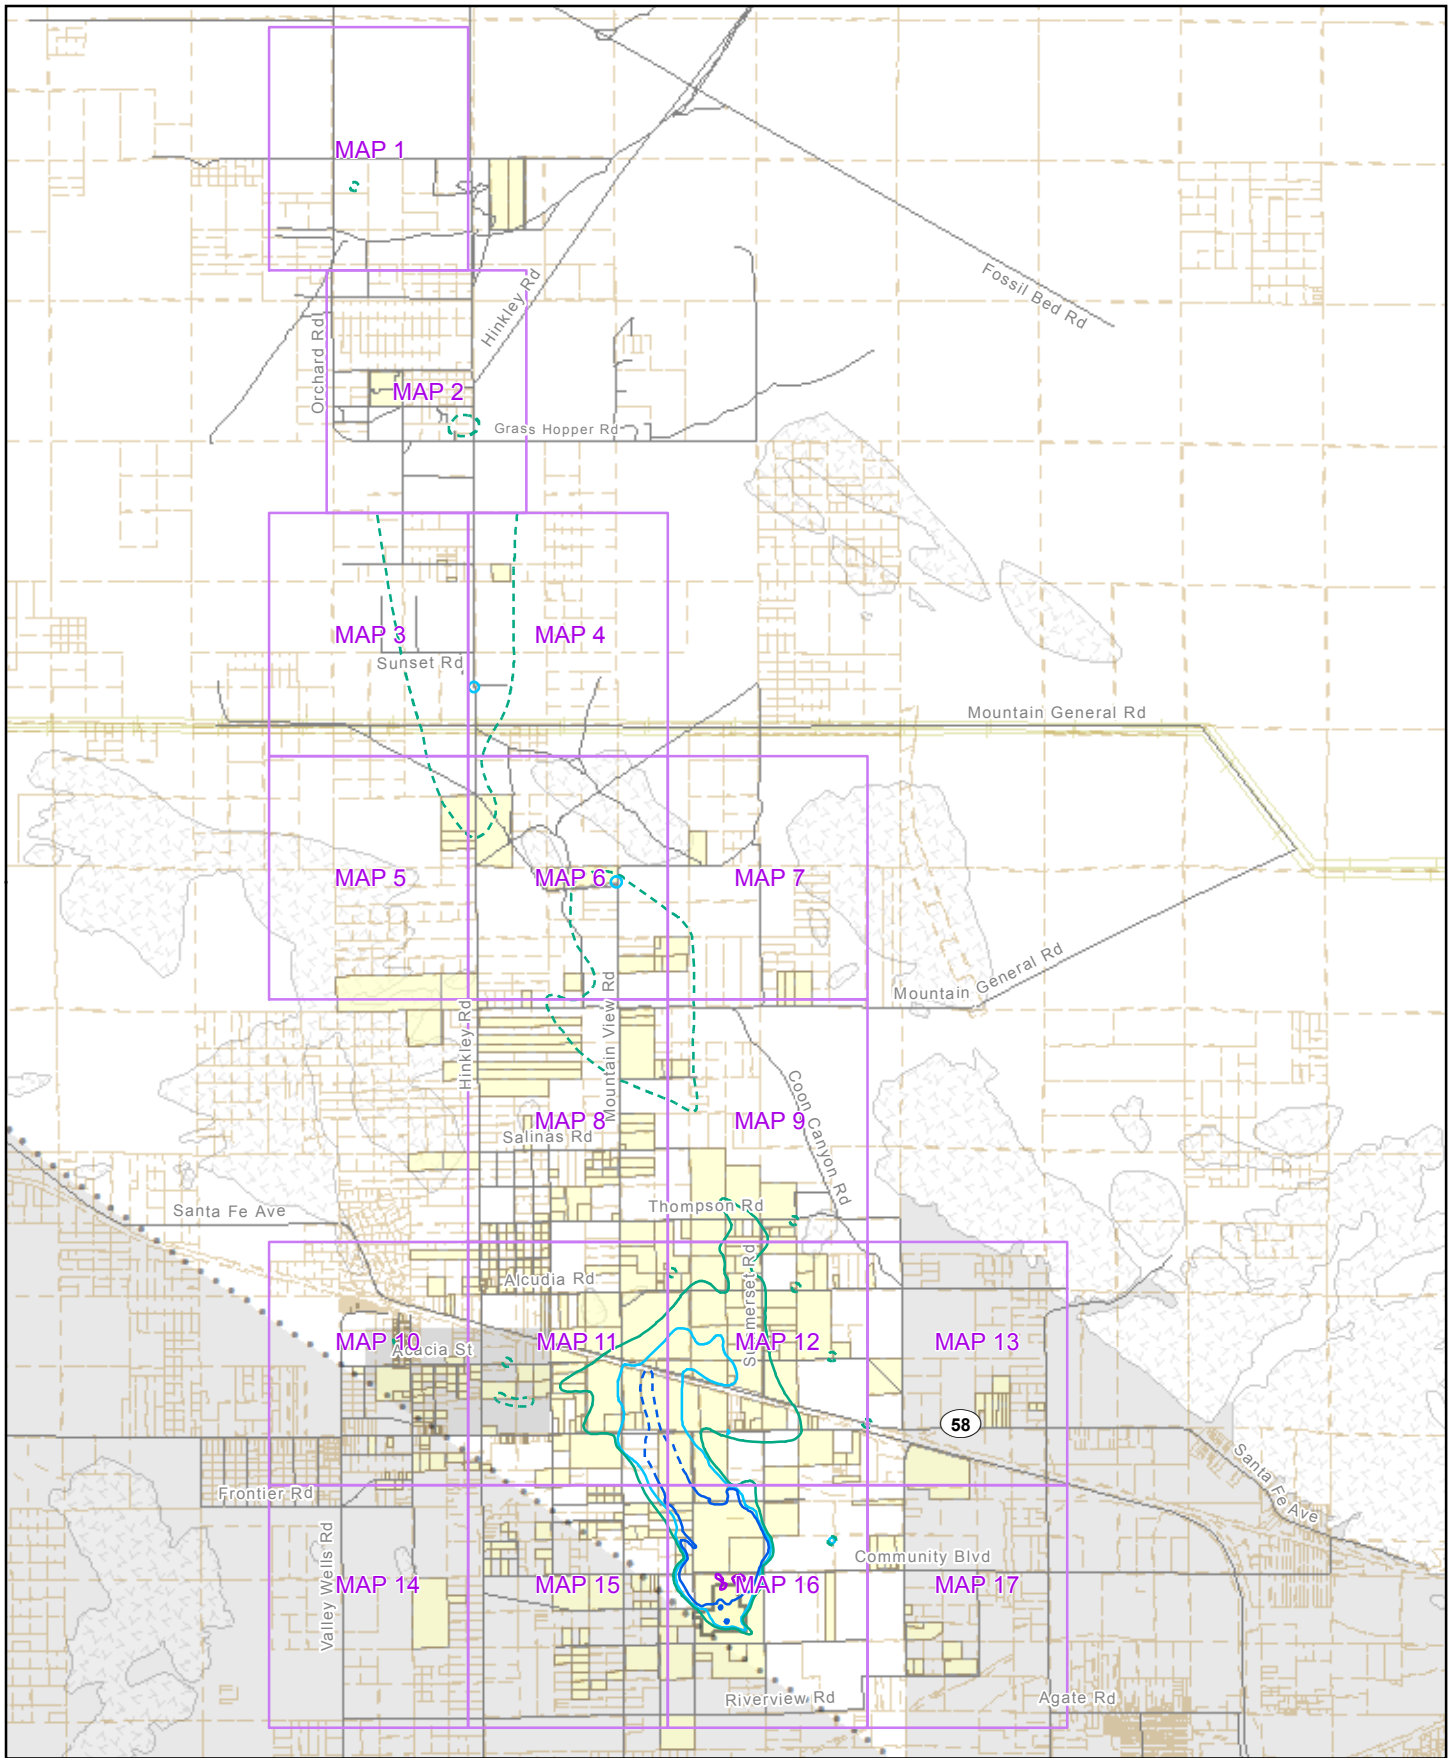 MAP 1
Fossil Bed Rd
Hinkley Rd
Orchard Rd
MAP 2
Grass Hopper Rd
MAP 3
MAP 4
Sunset Rd
Mountain General Rd
MAP 5
MAP 6
MAP 7
Mountain General Rd
Hinkley Rd
Mountain View Rd
Coon Canyon Rd
MAP 8
MAP 9
Salinas Rd
Santa Fe Ave
Thompson Rd
Alcudia Rd
Summerset Rd
MAP 10
MAP 11
MAP 12
MAP 13
Acacia St
58
Santa Fe Ave
Frontier Rd
Valley Wells Rd
Community Blvd
MAP 14
MAP 15
MAP 16
MAP 17
Riverview Rd
Agate Rd